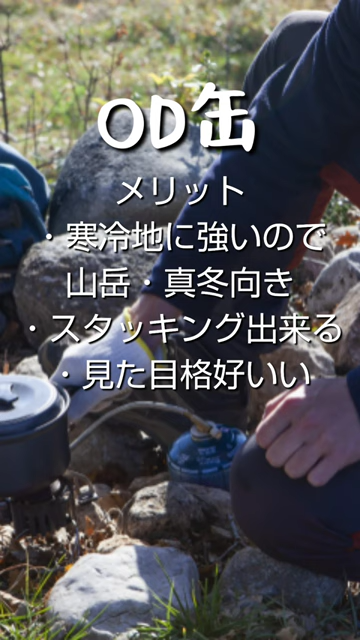 OD缶
メリット
・寒冷地に強いので
山岳・真冬向き
・スタッキング出来る
・見た目格好いい